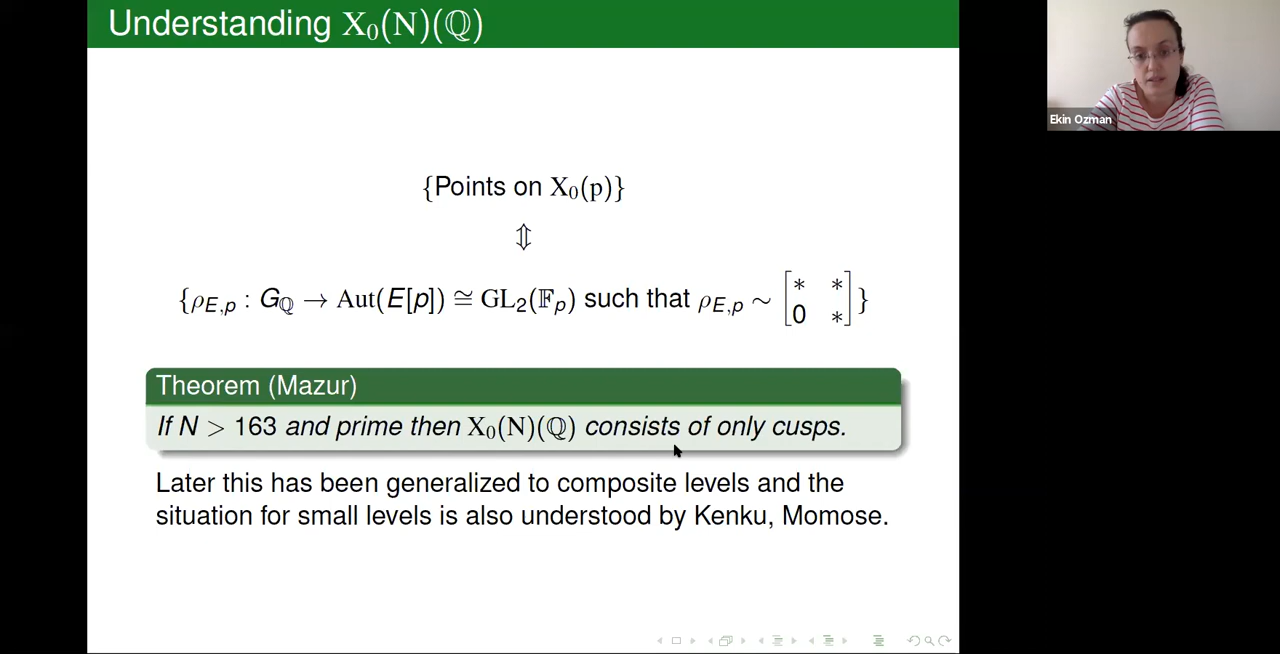 Understanding X₀(N)(ℚ)
Ekin Ozman
{Points on X₀(p)}
⇕
{ρ_{E,p} : G_ℚ → Aut(E[p]) ≅ GL₂(𝔽_p) such that ρ_{E,p} ∼ [* * ; 0 *]}
Theorem (Mazur)
If N > 163 and prime then X₀(N)(ℚ) consists of only cusps.
Later this has been generalized to composite levels and the
situation for small levels is also understood by Kenku, Momose.